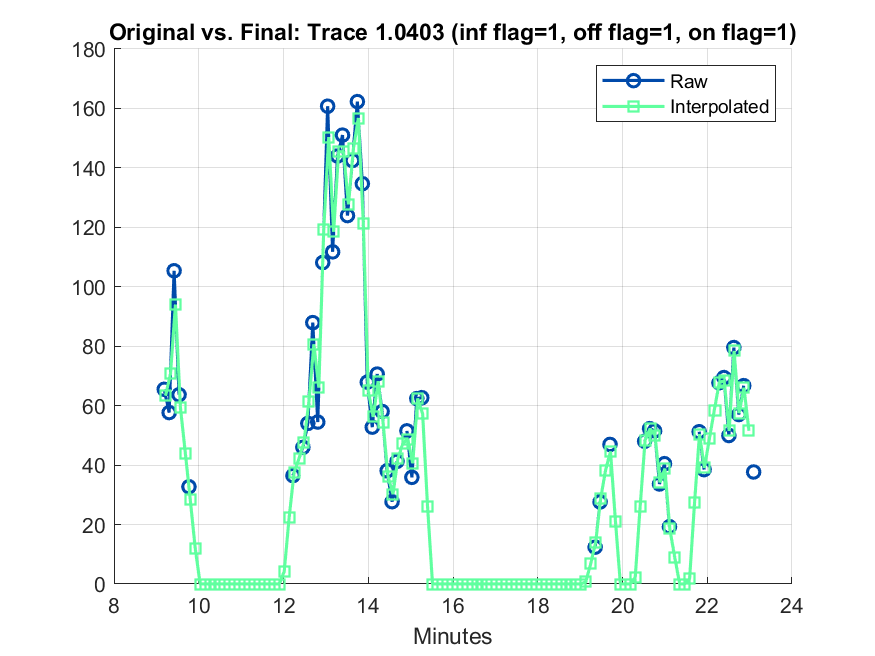 Original vs. Final: Trace 1.0403 (inf flag=1, off flag=1, on flag=1)
180
160
140
120
100
80
60
40
20
0
Raw
Interpolated
8 10 12 14 16 18 20 22 24
Minutes